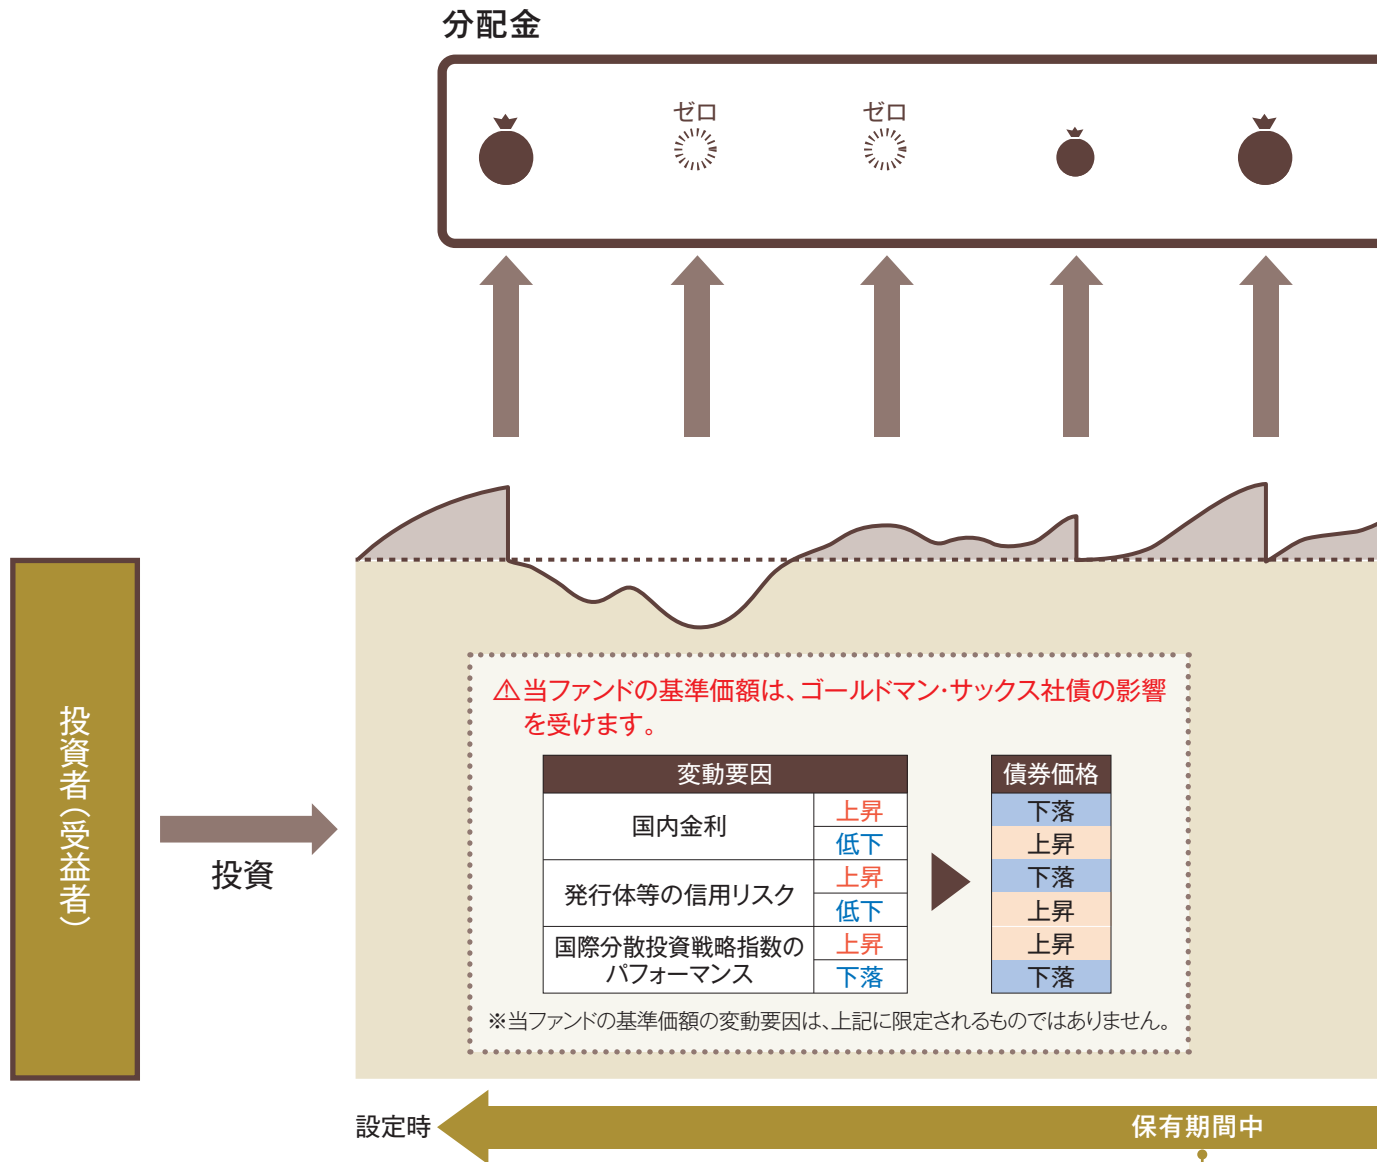 分配金
ゼロ
ゼロ
投資者（受益者）
投資
⚠当ファンドの基準価額は、ゴールドマン・サックス社債の影響
を受けます。
変動要因
債券価格
国内金利
上昇
下落
低下
上昇
発行体等の信用リスク
上昇
下落
低下
上昇
国際分散投資戦略指数の
パフォーマンス
上昇
上昇
下落
下落
※当ファンドの基準価額の変動要因は、上記に限定されるものではありません。
設定時
保有期間中